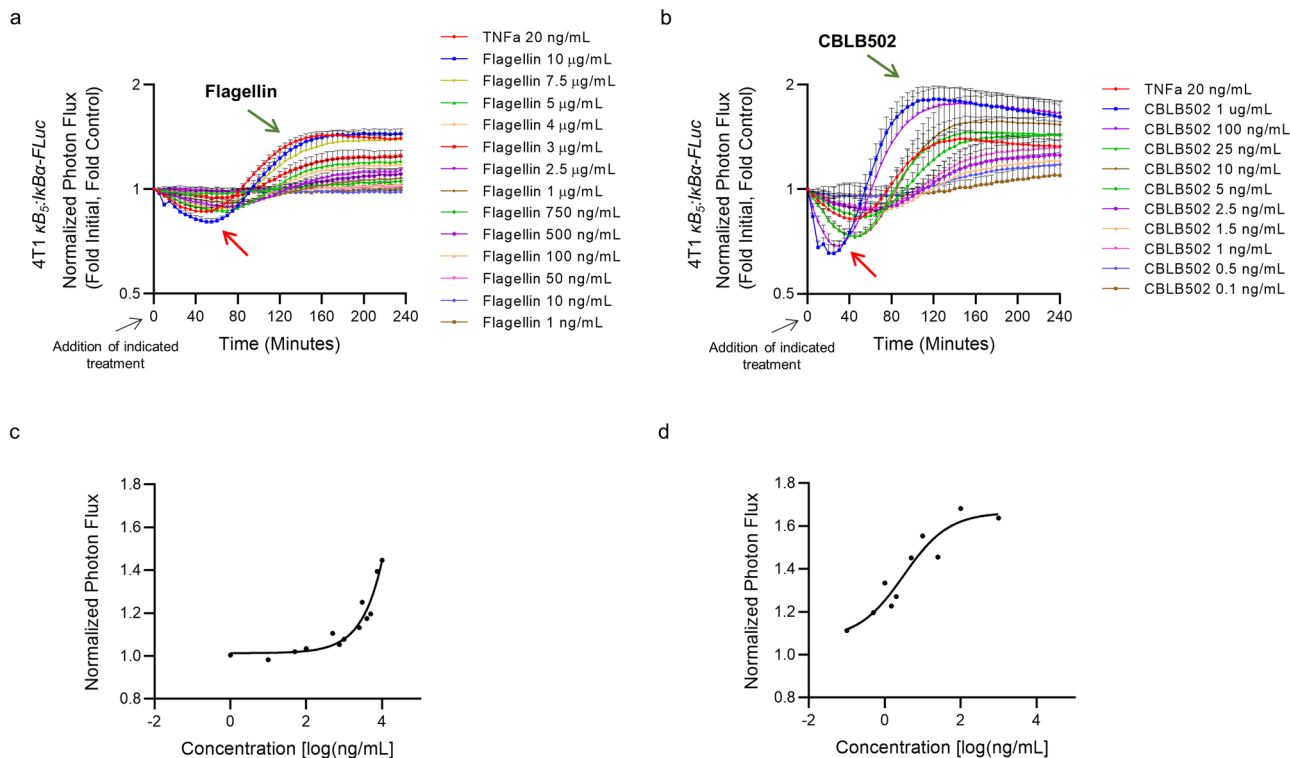 a
4T1 κB5:IκBα-FLuc
Normalized Photon Flux
(Fold Initial, Fold Control)
2
1
0.5
Flagellin
0 40 80 120 160 200 240
Time (Minutes)
Addition of indicated
treatment
TNFa 20 ng/mL
Flagellin 10 μg/mL
Flagellin 7.5 μg/mL
Flagellin 5 μg/mL
Flagellin 4 μg/mL
Flagellin 3 μg/mL
Flagellin 2.5 μg/mL
Flagellin 1 μg/mL
Flagellin 750 ng/mL
Flagellin 500 ng/mL
Flagellin 100 ng/mL
Flagellin 50 ng/mL
Flagellin 10 ng/mL
Flagellin 1 ng/mL
b
4T1 κB5:IκBα-FLuc
Normalized Photon Flux
(Fold Initial, Fold Control)
2
1
0.5
CBLB502
0 40 80 120 160 200 240
Time (Minutes)
Addition of indicated
treatment
TNFa 20 ng/mL
CBLB502 1 ug/mL
CBLB502 100 ng/mL
CBLB502 25 ng/mL
CBLB502 10 ng/mL
CBLB502 5 ng/mL
CBLB502 2.5 ng/mL
CBLB502 1.5 ng/mL
CBLB502 1 ng/mL
CBLB502 0.5 ng/mL
CBLB502 0.1 ng/mL
c
Normalized Photon Flux
1.8
1.6
1.4
1.2
1.0
0.8
-2 0 2 4
Concentration [log(ng/mL]
d
Normalized Photon Flux
1.8
1.6
1.4
1.2
1.0
0.8
-2 0 2 4
Concentration [log(ng/mL]